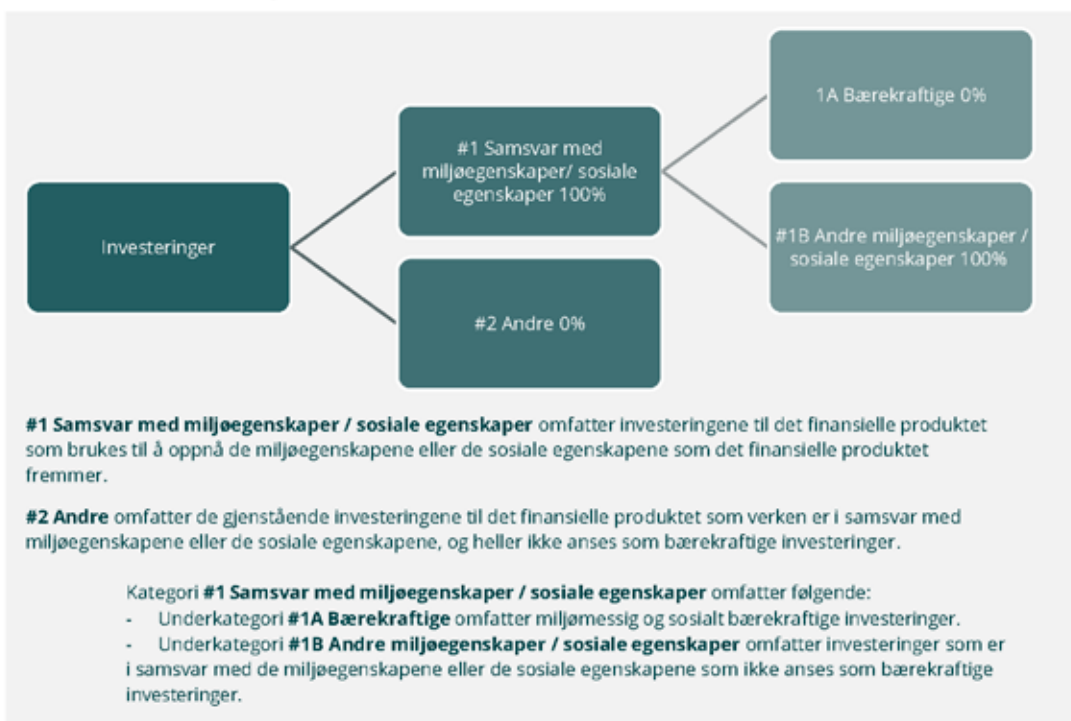 1A Bærekraftige 0%
#1 Samsvar med
miljøegenskaper/ sosiale
egenskaper 100%
Investeringer
#1B Andre miljøegenskaper /
sosiale egenskaper 100%
#2 Andre 0%
#1 Samsvar med miljøegenskaper / sosiale egenskaper omfatter investeringene til det finansielle produktet
som brukes til å oppnå de miljøegenskapene eller de sosiale egenskapene som det finansielle produktet
fremmer.
#2 Andre omfatter de gjenstående investeringene til det finansielle produktet som verken er i samsvar med
miljøegenskapene eller de sosiale egenskapene, og heller ikke anses som bærekraftige investeringer.
Kategori #1 Samsvar med miljøegenskaper / sosiale egenskaper omfatter følgende:
- Underkategori #1A Bærekraftige omfatter miljømessig og sosialt bærekraftige investeringer.
- Underkategori #1B Andre miljøegenskaper / sosiale egenskaper omfatter investeringer som er
i samsvar med de miljøegenskapene eller de sosiale egenskapene som ikke anses som bærekraftige
investeringer.